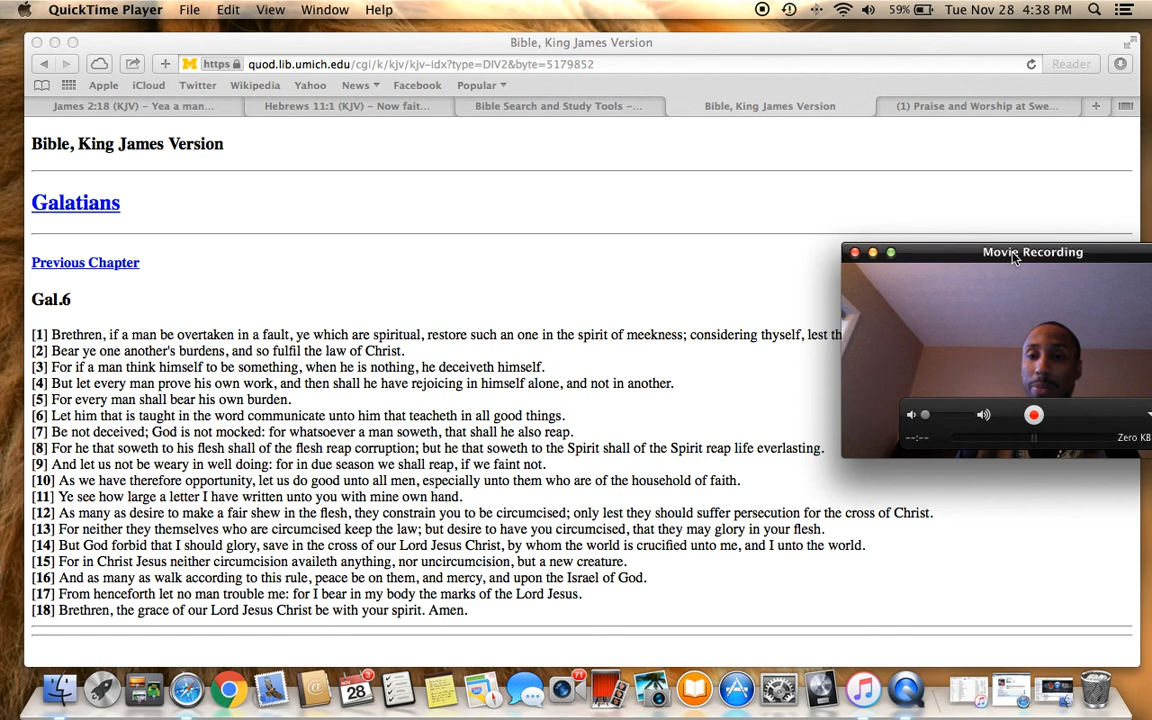 QuickTime Player File Edit View Window Help 59% Tue Nov 28 4:38 PM
Bible, King James Version
https quod.lib.umich.edu/cgi/k/kjv/kjv-idx?type=DIV2&byte=5179852 Reader
Apple iCloud Twitter Wikipedia Yahoo News Facebook Popular
James 2:18 (KJV) – Yea a man... Hebrews 11:1 (KJV) – Now fait... Bible Search and Study Tools –... Bible, King James Version (1) Praise and Worship at Swe...
Bible, King James Version
Galatians
Previous Chapter
Movie Recording
Gal.6
[1] Brethren, if a man be overtaken in a fault, ye which are spiritual, restore such an one in the spirit of meekness; considering thyself, lest th
[2] Bear ye one another's burdens, and so fulfil the law of Christ.
[3] For if a man think himself to be something, when he is nothing, he deceiveth himself.
[4] But let every man prove his own work, and then shall he have rejoicing in himself alone, and not in another.
[5] For every man shall bear his own burden.
[6] Let him that is taught in the word communicate unto him that teacheth in all good things.
[7] Be not deceived; God is not mocked: for whatsoever a man soweth, that shall he also reap.
[8] For he that soweth to his flesh shall of the flesh reap corruption; but he that soweth to the Spirit shall of the Spirit reap life everlasting.
--:-- Zero KB
[9] And let us not be weary in well doing: for in due season we shall reap, if we faint not.
[10] As we have therefore opportunity, let us do good unto all men, especially unto them who are of the household of faith.
[11] Ye see how large a letter I have written unto you with mine own hand.
[12] As many as desire to make a fair shew in the flesh, they constrain you to be circumcised; only lest they should suffer persecution for the cross of Christ.
[13] For neither they themselves who are circumcised keep the law; but desire to have you circumcised, that they may glory in your flesh.
[14] But God forbid that I should glory, save in the cross of our Lord Jesus Christ, by whom the world is crucified unto me, and I unto the world.
[15] For in Christ Jesus neither circumcision availeth anything, nor uncircumcision, but a new creature.
[16] And as many as walk according to this rule, peace be on them, and mercy, and upon the Israel of God.
[17] From henceforth let no man trouble me: for I bear in my body the marks of the Lord Jesus.
[18] Brethren, the grace of our Lord Jesus Christ be with your spirit. Amen.
NOV 28 3 71